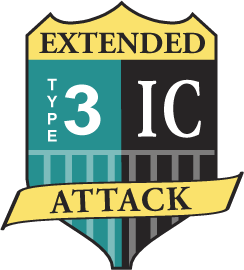 EXTENDED
TYPE 3 IC
ATTACK